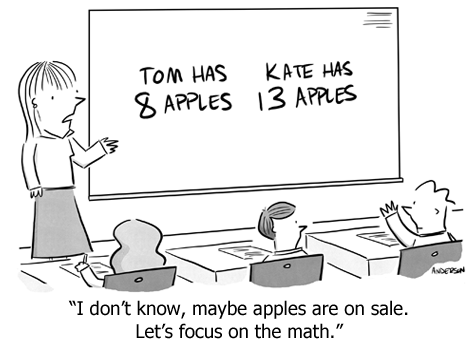 TOM HAS KATE HAS
8 APPLES 13 APPLES
ANDERSON
“I don’t know, maybe apples are on sale.
Let’s focus on the math.”